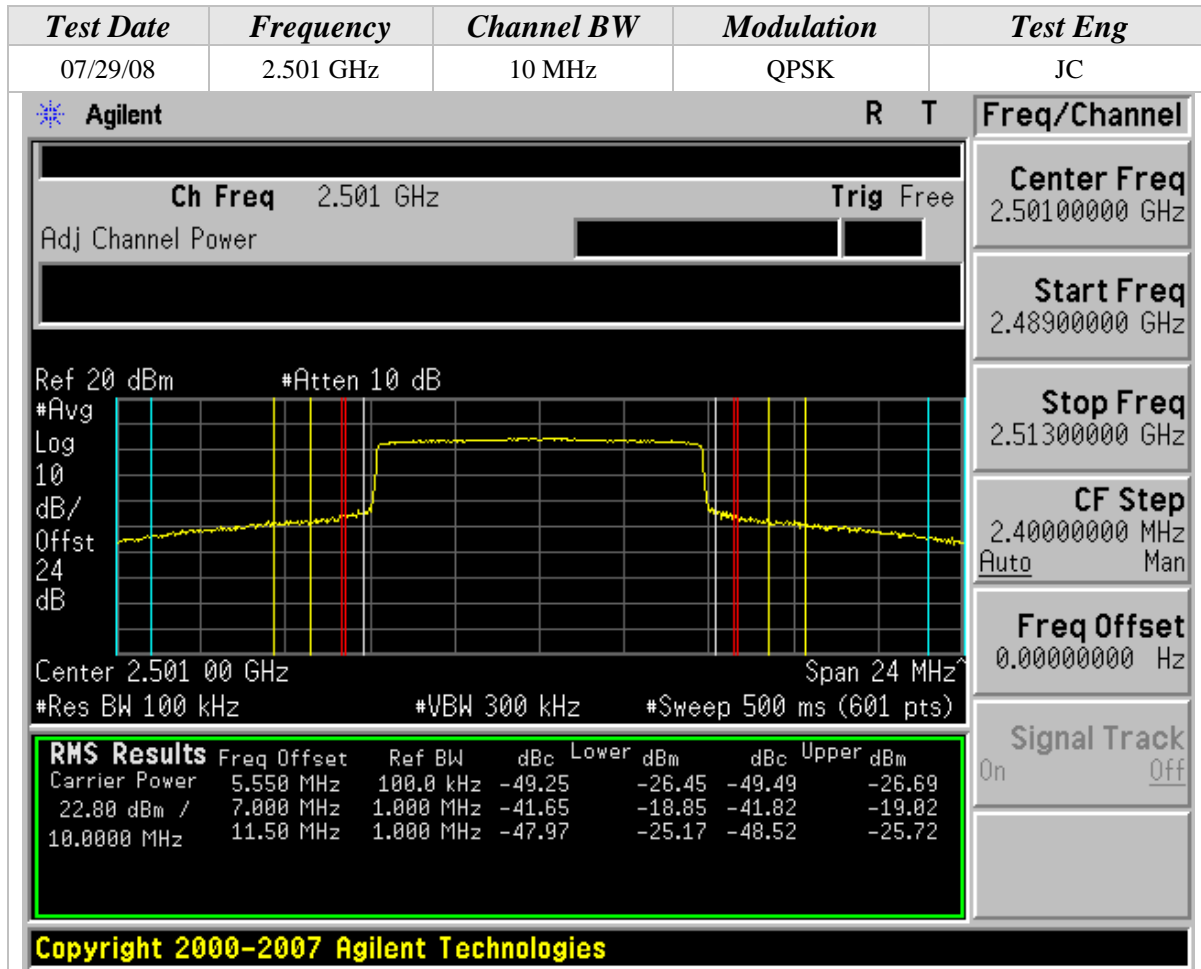 Test Date Frequency Channel BW Modulation Test Eng
07/29/08 2.501 GHz 10 MHz QPSK JC
Agilent R T Freq/Channel
Ch Freq 2.501 GHz Trig Free
Adj Channel Power
Center Freq
2.50100000 GHz
Start Freq
2.48900000 GHz
Stop Freq
2.51300000 GHz
CF Step
2.40000000 MHz
Auto Man
Freq Offset
0.00000000 Hz
Signal Track
On Off
Ref 20 dBm #Atten 10 dB
#Avg
Log
10
dB/
Offst
24
dB
Center 2.501 00 GHz Span 24 MHz^
#Res BW 100 kHz #VBW 300 kHz #Sweep 500 ms (601 pts)
RMS Results Freq Offset Ref BW dBc Lower dBm dBc Upper dBm
Carrier Power 5.550 MHz 100.0 kHz -49.25 -26.45 -49.49 -26.69
22.80 dBm / 7.000 MHz 1.000 MHz -41.65 -18.85 -41.82 -19.02
10.0000 MHz 11.50 MHz 1.000 MHz -47.97 -25.17 -48.52 -25.72
Copyright 2000-2007 Agilent Technologies